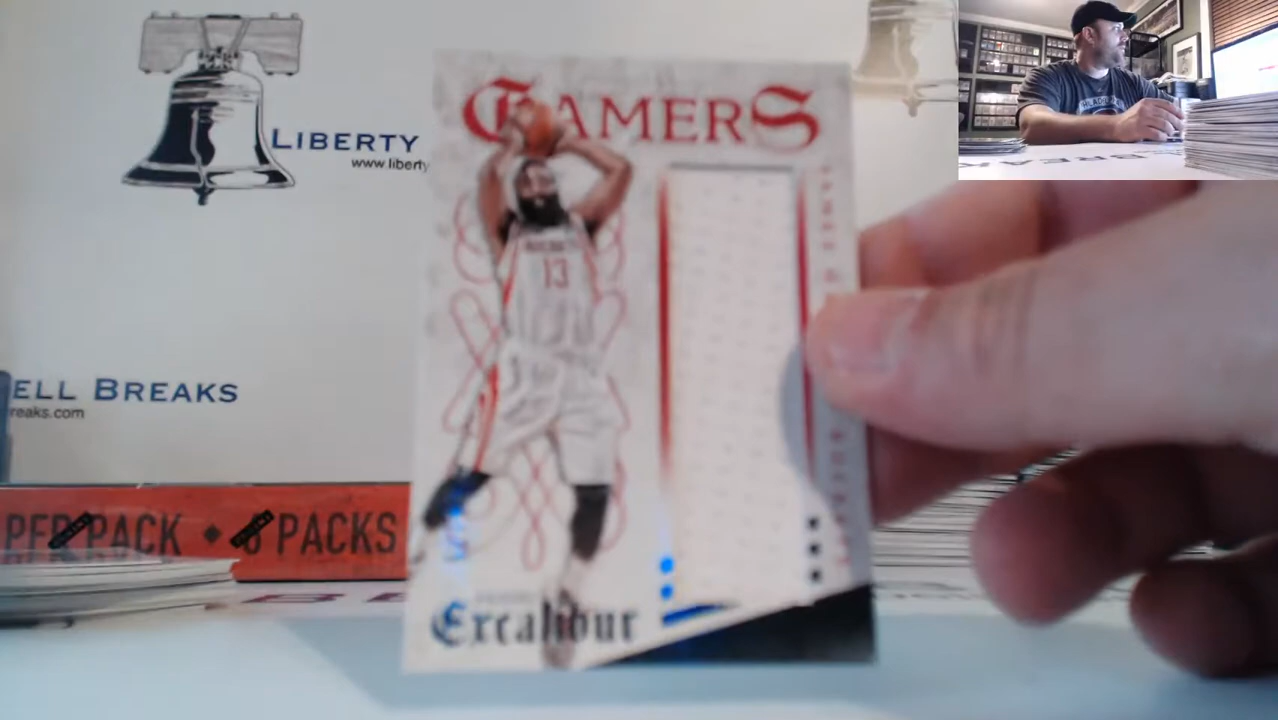 LIBERTY
www.liberty
ELL BREAKS
reaks.com
GAMERS
13
Excalibur
PER PACK ◆ 8 PACKS